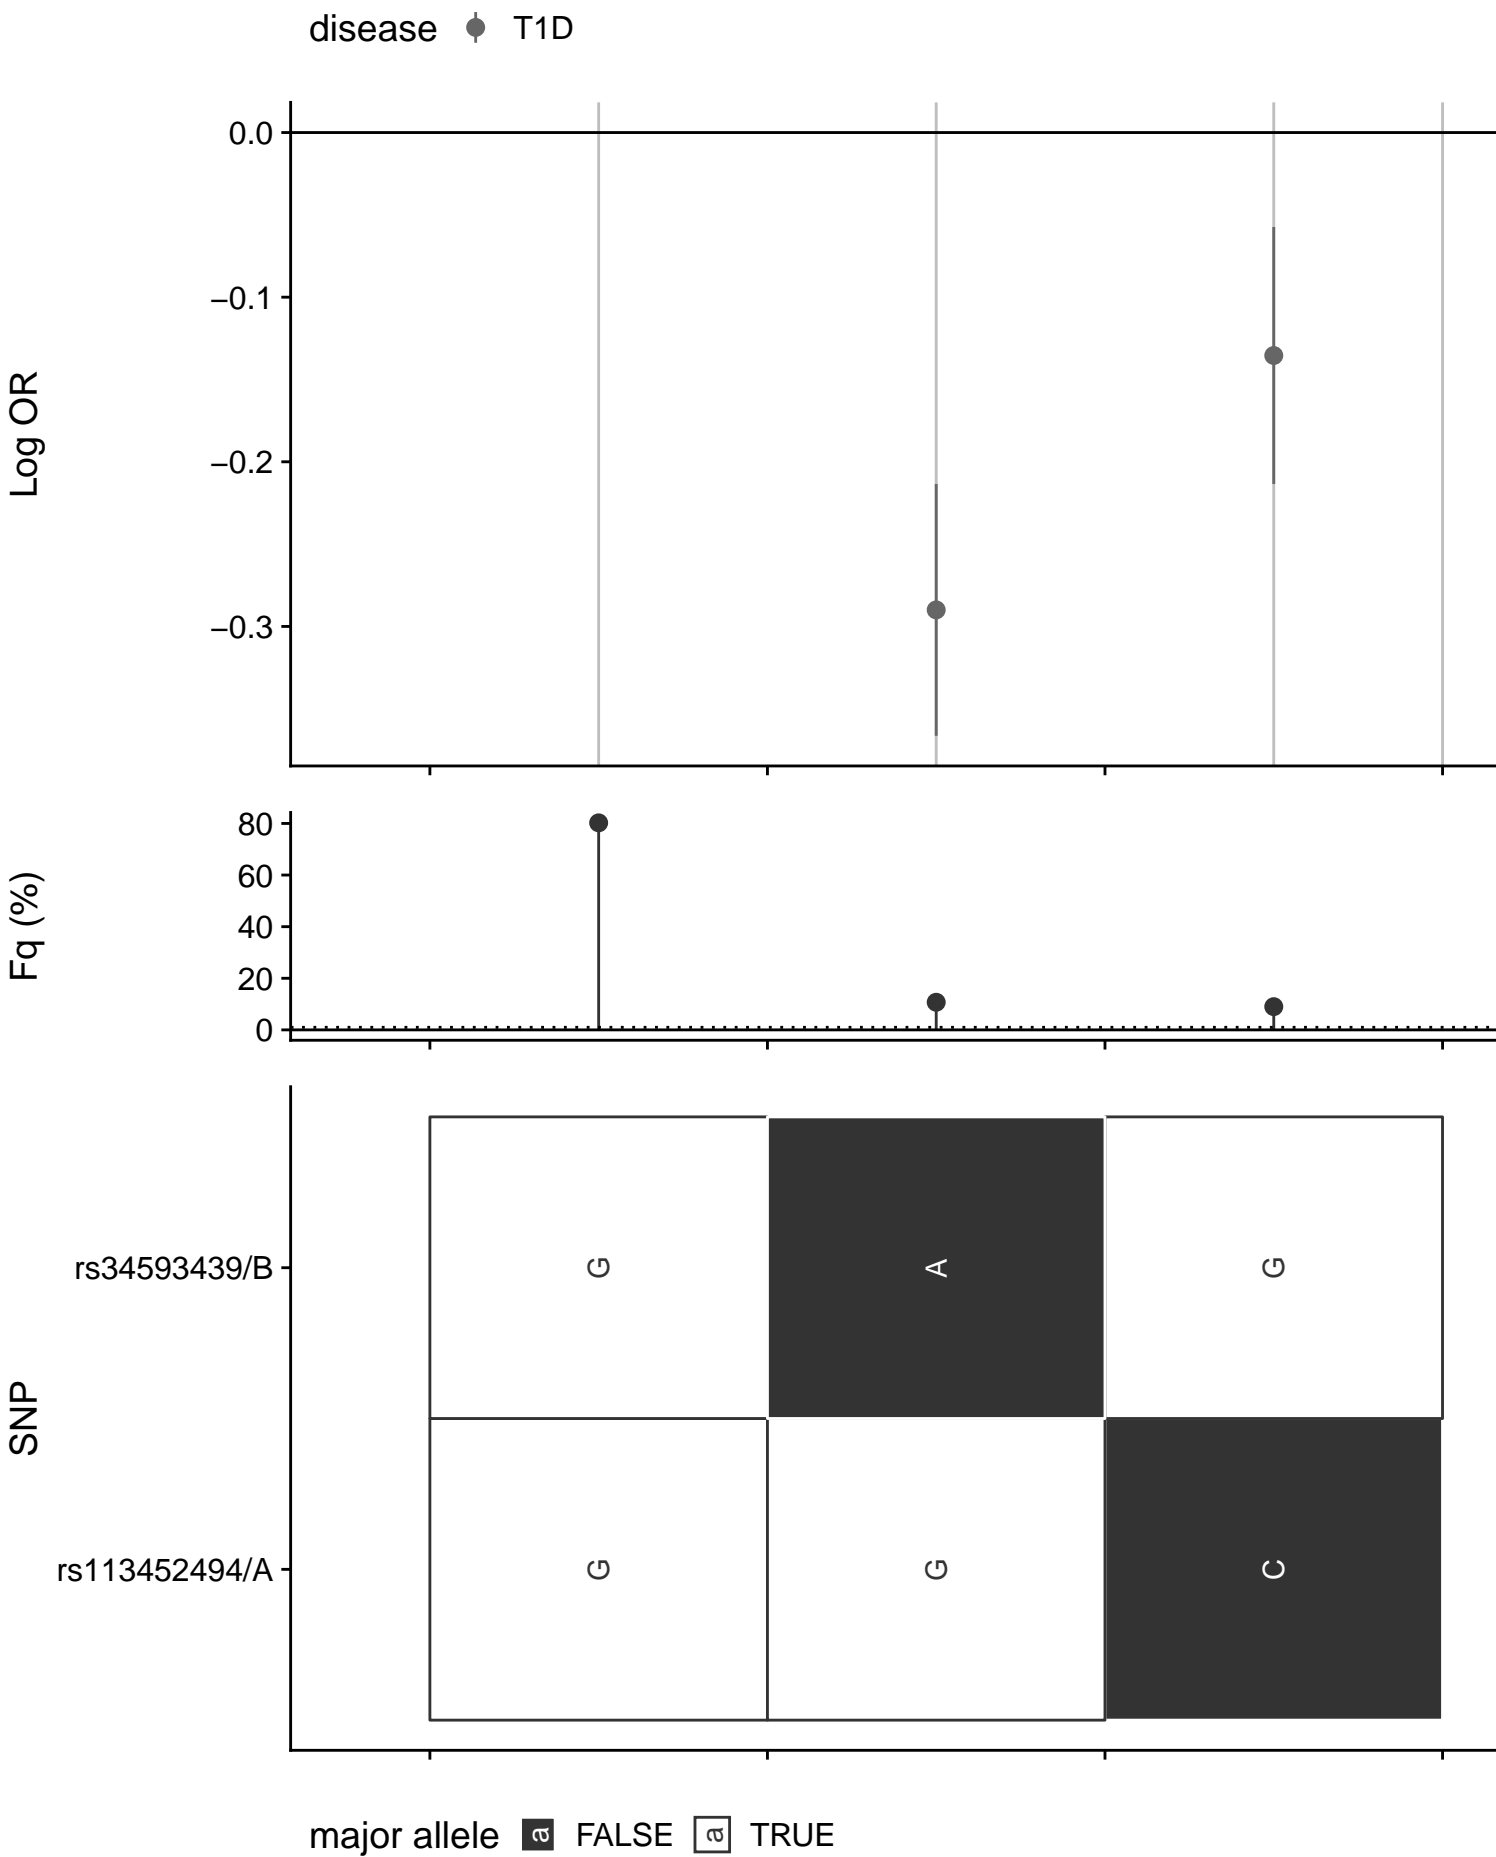 disease T1D
0.0
−0.1
−0.2
−0.3
Log OR
80
60
40
20
0
Fq (%)
rs34593439/B G A G
SNP
rs113452494/A G G C
major allele a FALSE a TRUE